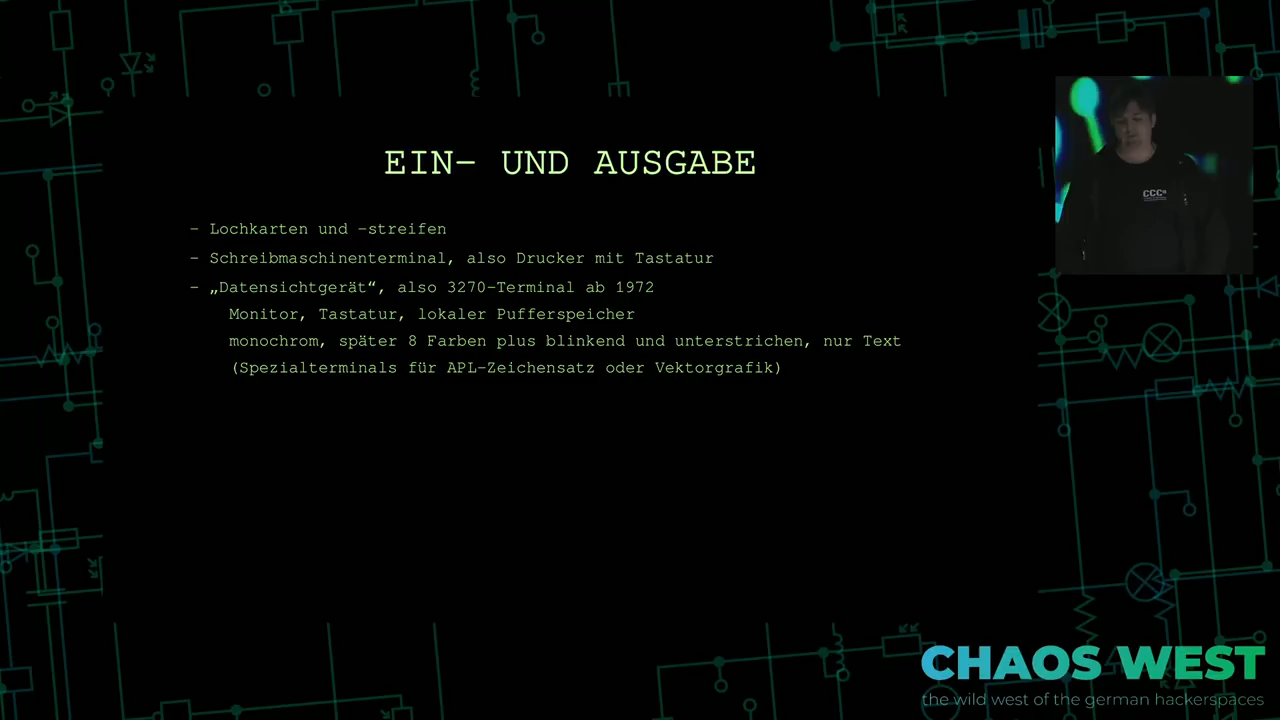 EIN- UND AUSGABE
- Lochkarten und -streifen
- Schreibmaschinenterminal, also Drucker mit Tastatur
- „Datensichtgerät“, also 3270-Terminal ab 1972
Monitor, Tastatur, lokaler Pufferspeicher
monochrom, später 8 Farben plus blinkend und unterstrichen, nur Text
(Spezialterminals für APL-Zeichensatz oder Vektorgrafik)
CCC
CHAOS WEST
the wild west of the german hackerspaces